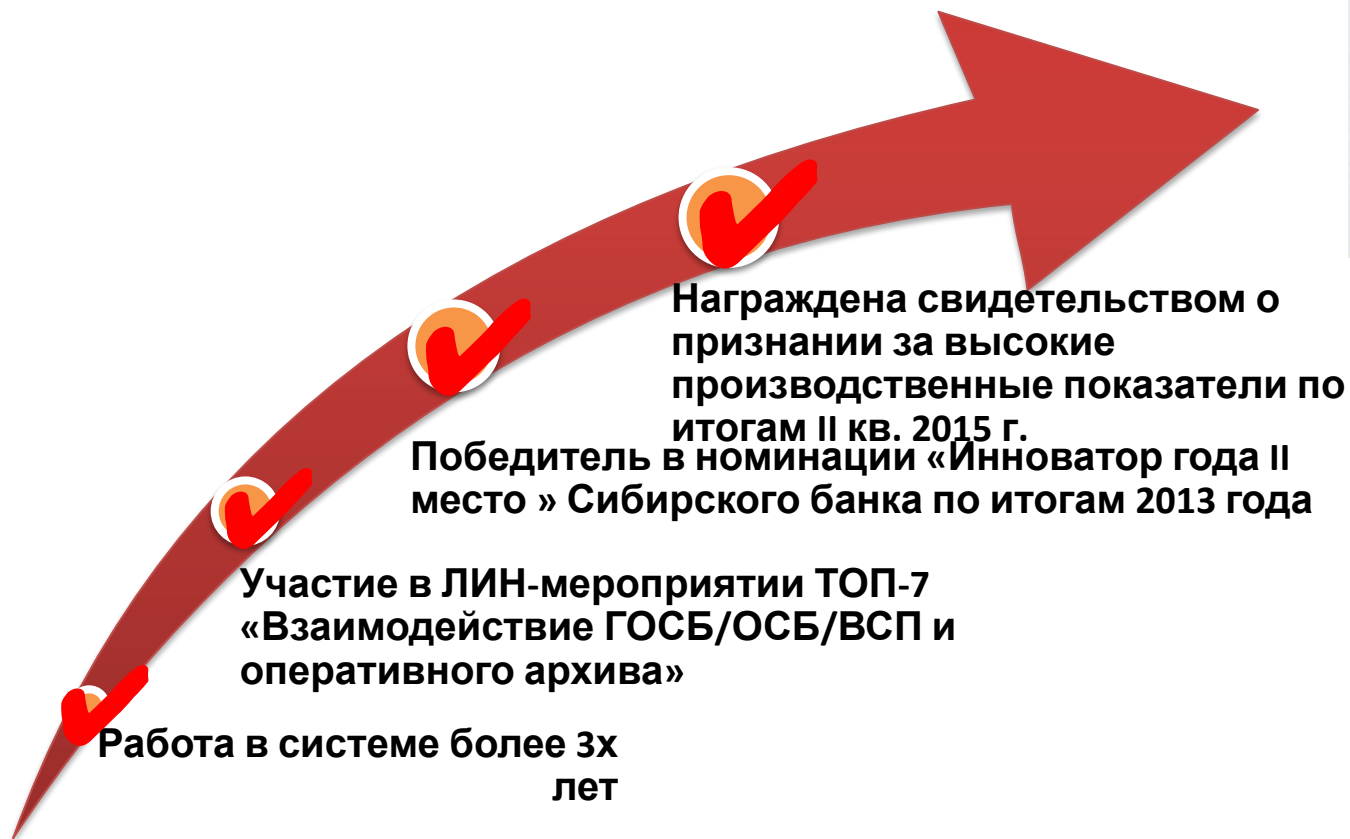 Награждена свидетельством о
признании за высокие
производственные показатели по
итогам II кв. 2015 г.
Победитель в номинации «Инноватор года II
место » Сибирского банка по итогам 2013 года
Участие в ЛИН-мероприятии ТОП-7
«Взаимодействие ГОСБ/ОСБ/ВСП и
оперативного архива»
Работа в системе более 3х
лет